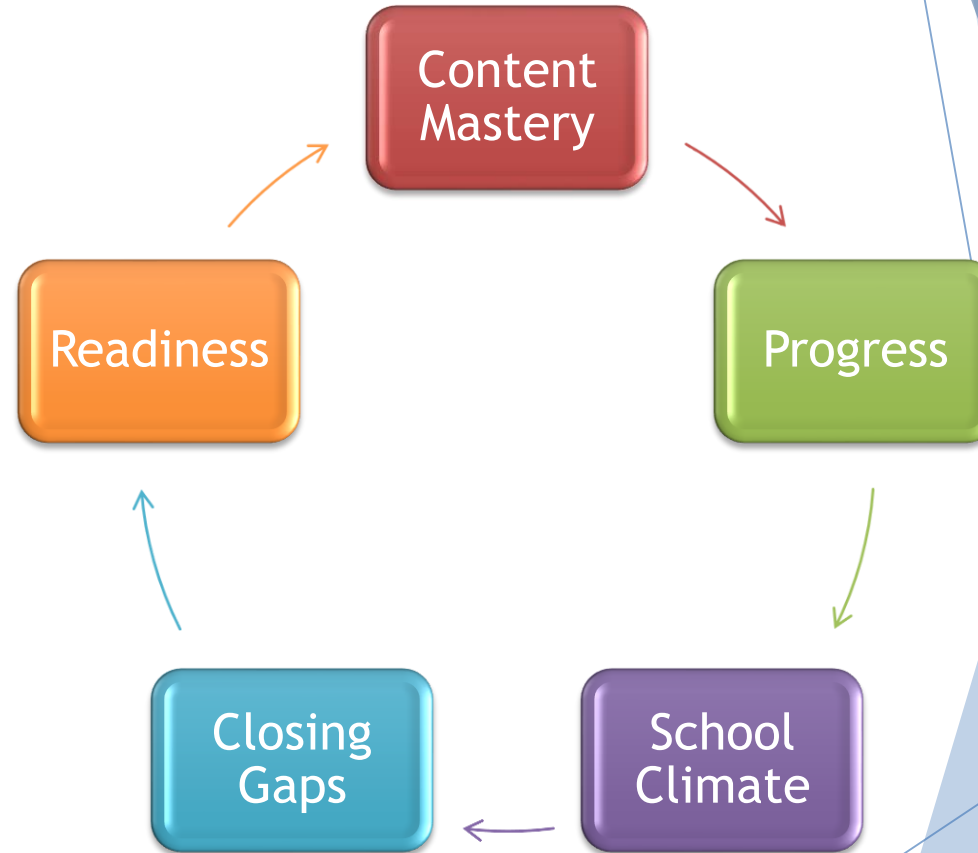 Content
Mastery
Readiness
Progress
Closing
Gaps
School
Climate